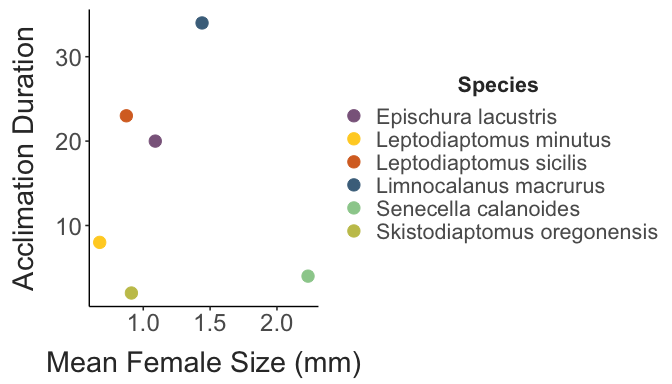 Acclimation Duration
30
20
10
1.0 1.5 2.0
Mean Female Size (mm)
Species
Epischura lacustris
Leptodiaptomus minutus
Leptodiaptomus sicilis
Limnocalanus macrurus
Senecella calanoides
Skistodiaptomus oregonensis